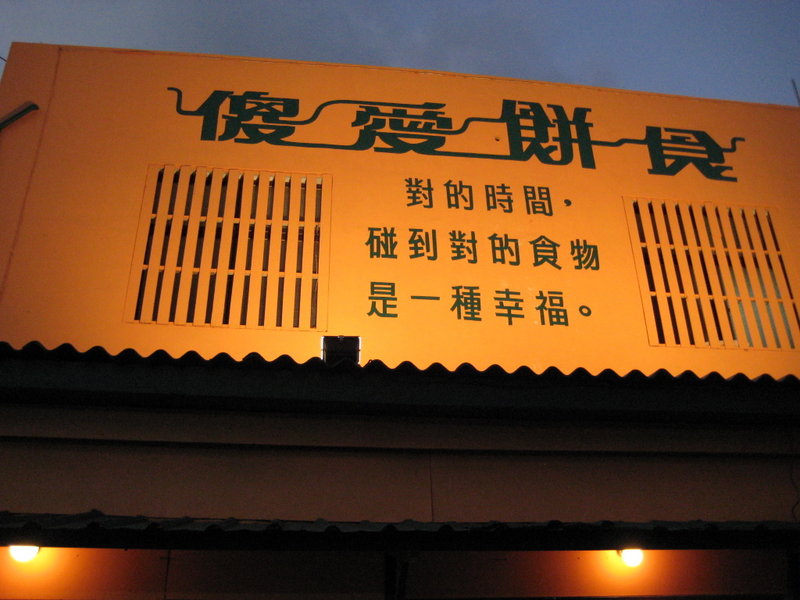 傻愛餅食
對的時間，
碰到對的食物
是一種幸福。